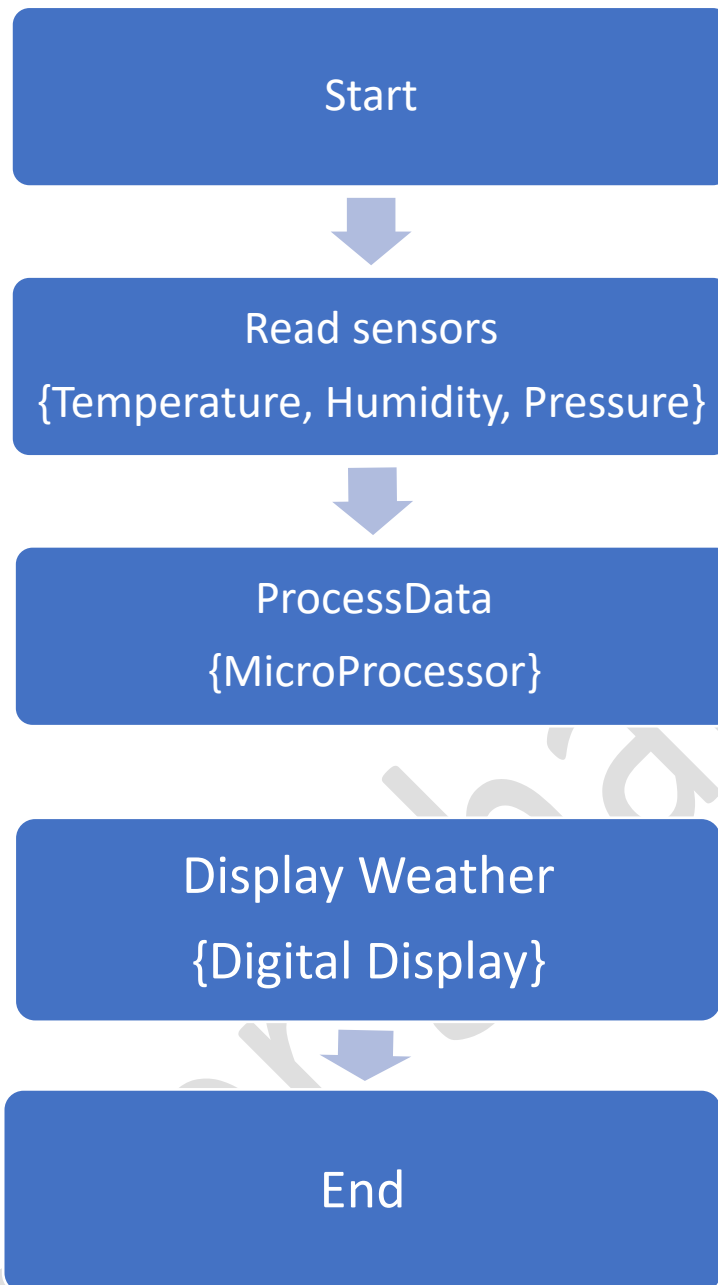 Start
Read sensors
{Temperature, Humidity, Pressure}
ProcessData
{MicroProcessor}
Display Weather
{Digital Display}
End